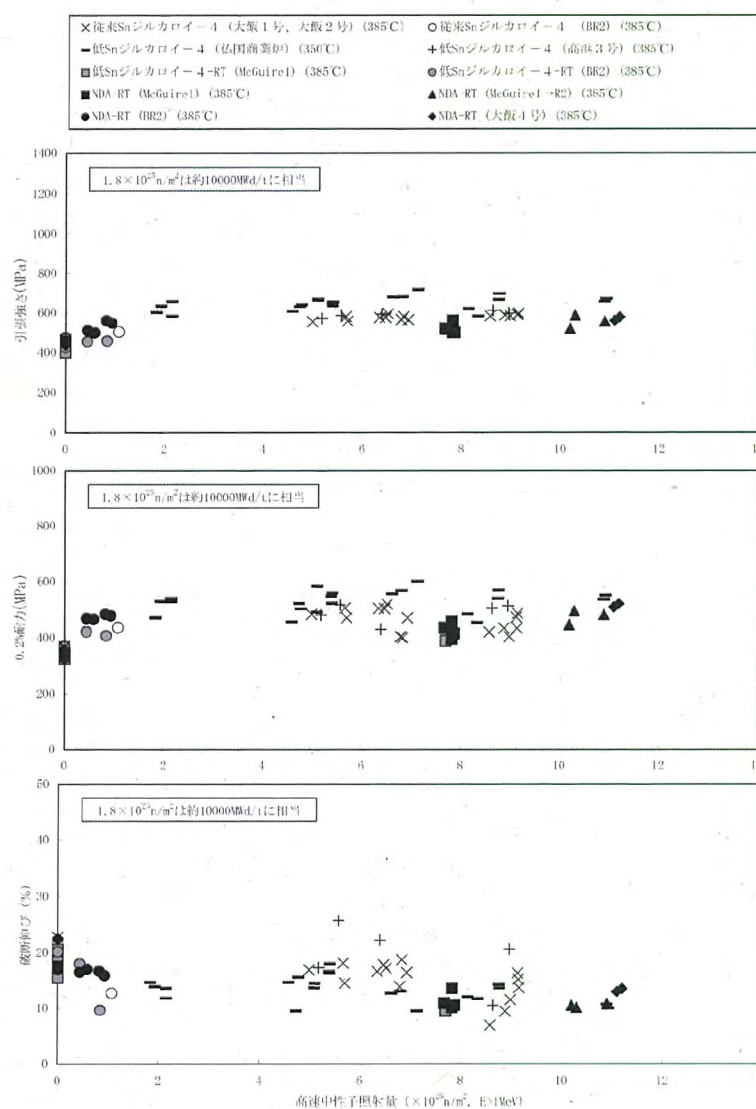 ×従来Snジルカロイ-4 (大飯1号、大飯2号) (385℃)
○従来Snジルカロイ-4 (BR2) (385℃)
低Snジルカロイ-4 (仏国商業炉) (350℃)
+低Snジルカロイ-4 (高浜3号) (385℃)
低Snジルカロイ-4-RT (McGuire1) (385℃)
低Snジルカロイ-4-RT (BR2) (385℃)
■NDA-RT (McGuire1) (385℃)
▲NDA-RT (McGuire1→R2) (385℃)
●NDA-RT (BR2) (385℃)
◆NDA-RT (大飯4号) (385℃)
1.8×10²⁵n/m²は約10000MWd/tに相当
引張強さ(MPa)
1400
1200
1000
800
600
400
200
0
0 2 4 6 8 10 12
1.8×10²⁵n/m²は約10000MWd/tに相当
0.2%耐力(MPa)
1000
800
600
400
200
0
0 2 4 6 8 10 12
1.8×10²⁵n/m²は約10000MWd/tに相当
破断伸び (%)
50
40
30
20
10
0
0 2 4 6 8 10 12
高速中性子照射量 (×10²⁵n/m², E>1MeV)